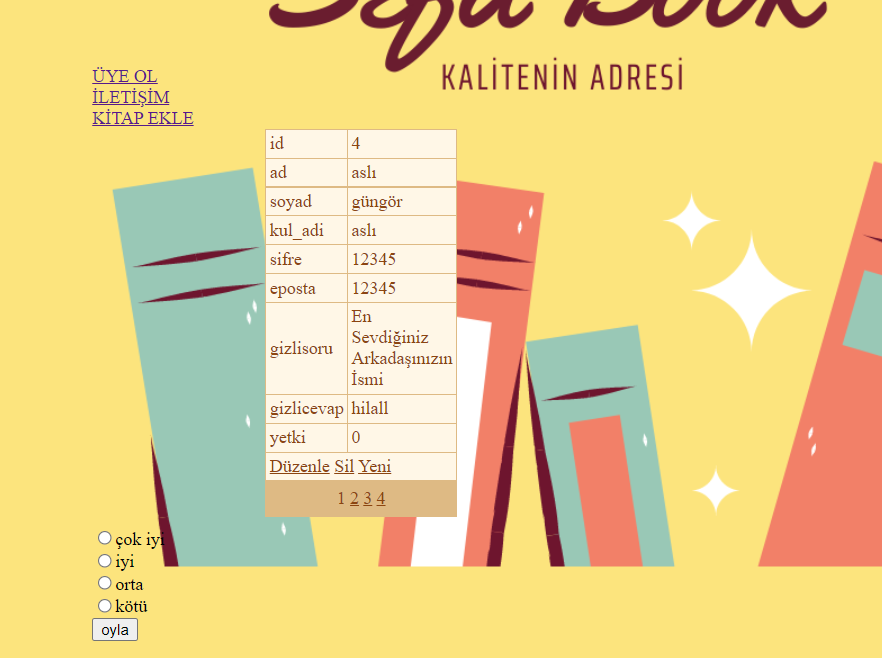 Book
KALİTENİN ADRESİ
ÜYE OL
İLETİŞİM
KİTAP EKLE
id 4
ad aslı
soyad güngör
kul_adi aslı
sifre 12345
eposta 12345
gizlisoru En
Sevdiğiniz
Arkadaşınızın
İsmi
gizlicevap hilall
yetki 0
Düzenle Sil Yeni
1 2 3 4
çok iyi
iyi
orta
kötü
oyla